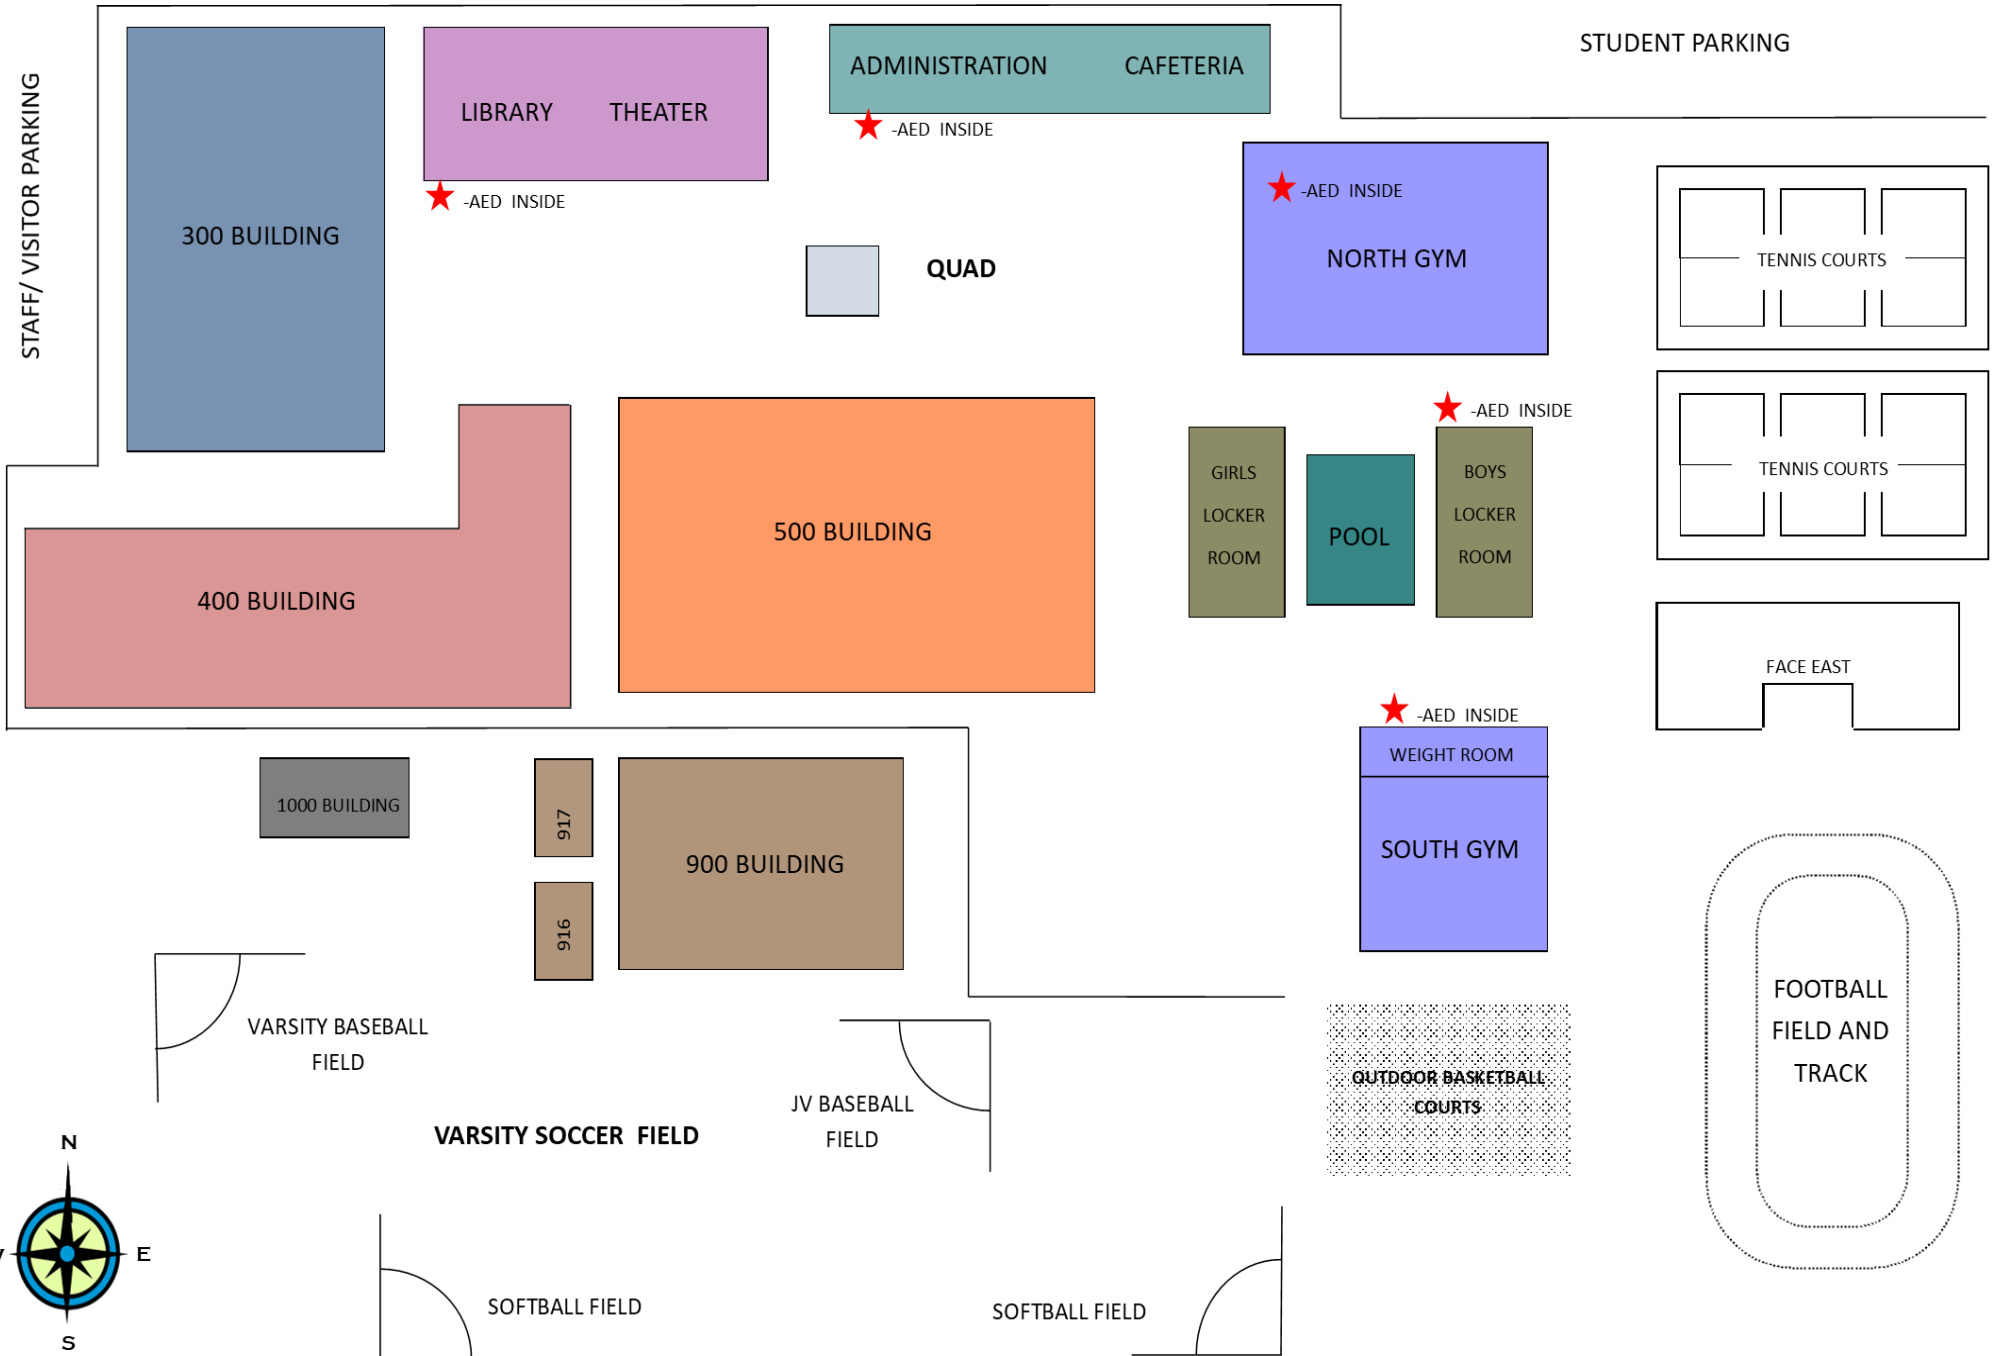 STUDENT PARKING
STAFF/ VISITOR PARKING
ADMINISTRATION CAFETERIA
LIBRARY THEATER
-AED INSIDE
-AED INSIDE
-AED INSIDE
300 BUILDING
QUAD
NORTH GYM
TENNIS COURTS
-AED INSIDE
GIRLS
LOCKER
ROOM
POOL
BOYS
LOCKER
ROOM
TENNIS COURTS
500 BUILDING
400 BUILDING
FACE EAST
-AED INSIDE
WEIGHT ROOM
SOUTH GYM
1000 BUILDING
917
916
900 BUILDING
FOOTBALL
FIELD AND
TRACK
VARSITY BASEBALL
FIELD
OUTDOOR BASKETBALL
COURTS
JV BASEBALL
FIELD
VARSITY SOCCER FIELD
N
E
S
SOFTBALL FIELD
SOFTBALL FIELD